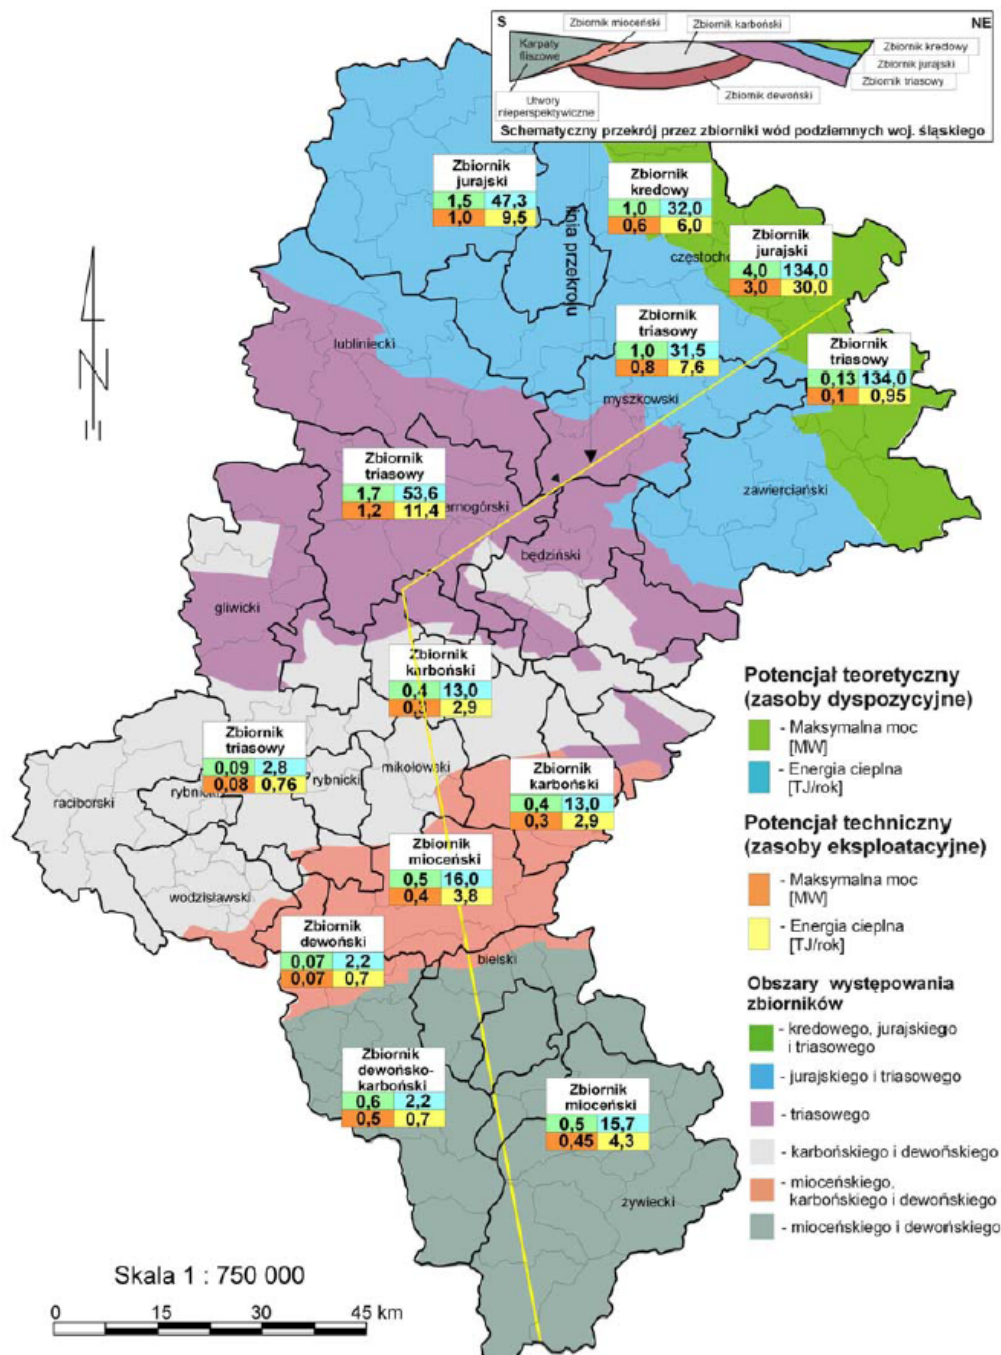 S
NE
Zbiornik mioceński
Zbiornik karboński
Karpaty
fliszowe
Zbiornik kredowy
Zbiornik jurajski
Zbiornik triasowy
Zbiornik dewoński
Utwory
nieperspektywiczne
Schematyczny przekrój przez zbiorniki wód podziemnych woj. śląskiego
Zbiornik
jurajski
1,5 47,3
1,0 9,5
Zbiornik
kredowy
1,0 32,0
0,6 6,0
linia przekroju
Zbiornik
jurajski
4,0 134,0
3,0 30,0
lubliniecki
Zbiornik
triasowy
1,0 31,5
0,8 7,6
Zbiornik
triasowy
0,13 134,0
0,1 0,95
myszkowski
N
Zbiornik
triasowy
1,7 53,6
1,2 11,4
arnogórski
zawierciański
będziński
gliwicki
Zbiornik
karboński
0,4 13,0
0,3 2,9
Zbiornik
triasowy
0,09 2,8
0,08 0,76
raciborski
rybnicki
rybnicki
mikołowski
Zbiornik
karboński
0,4 13,0
0,3 2,9
Zbiornik
mioceński
0,5 16,0
0,4 3,8
wodzisławski
Zbiornik
dewoński
0,07 2,2
0,07 0,7
bielski
Zbiornik
dewońsko-
karboński
0,6 2,2
0,5 0,7
Zbiornik
mioceński
0,5 15,7
0,45 4,3
żywiecki
Potencjał teoretyczny
(zasoby dyspozycyjne)
- Maksymalna moc
[MW]
- Energia cieplna
[TJ/rok]
Potencjał techniczny
(zasoby eksploatacyjne)
- Maksymalna moc
[MW]
- Energia cieplna
[TJ/rok]
Obszary występowania
zbiorników
- kredowego, jurajskiego
i triasowego
- jurajskiego i triasowego
- triasowego
- karbońskiego i dewońskiego
- mioceńskiego,
karbońskiego i dewońskiego
- mioceńskiego i dewońskiego
Skala 1 : 750 000
0 15 30 45 km